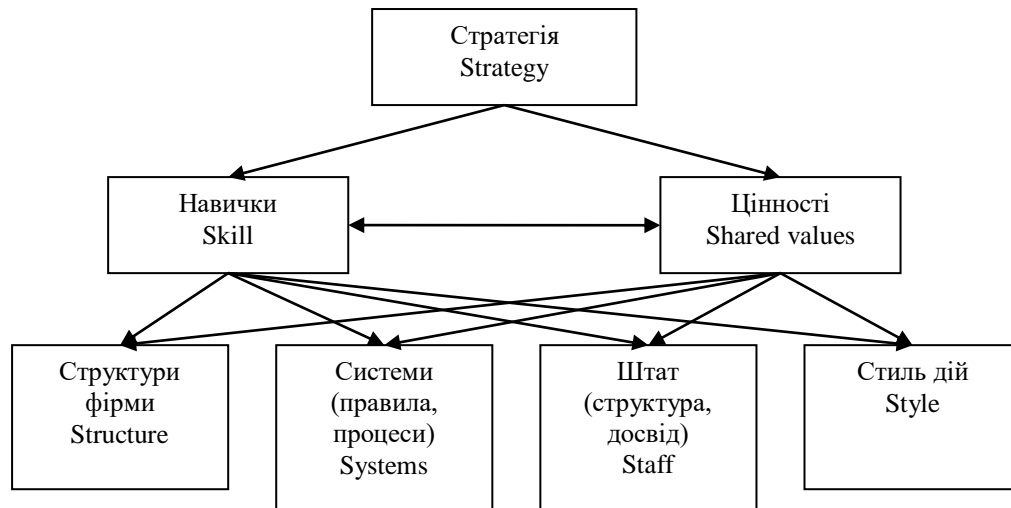 Стратегія
Strategy
Навички
Skill
Цінності
Shared values
Структури
фірми
Structure
Системи
(правила,
процеси)
Systems
Штат
(структура,
досвід)
Staff
Стиль дій
Style